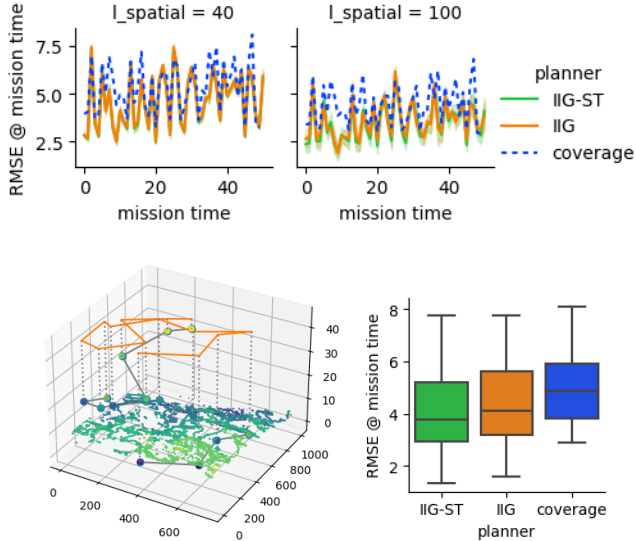 l_spatial = 40
l_spatial = 100
RMSE @ mission time
7.5
5.0
2.5
0
20
40
0
20
40
mission time
mission time
planner
IIG-ST
IIG
coverage
40
30
20
10
0
0
200
400
600
0
200
400
600
800
1000
RMSE @ mission time
8
6
4
2
IIG-ST
IIG
coverage
planner